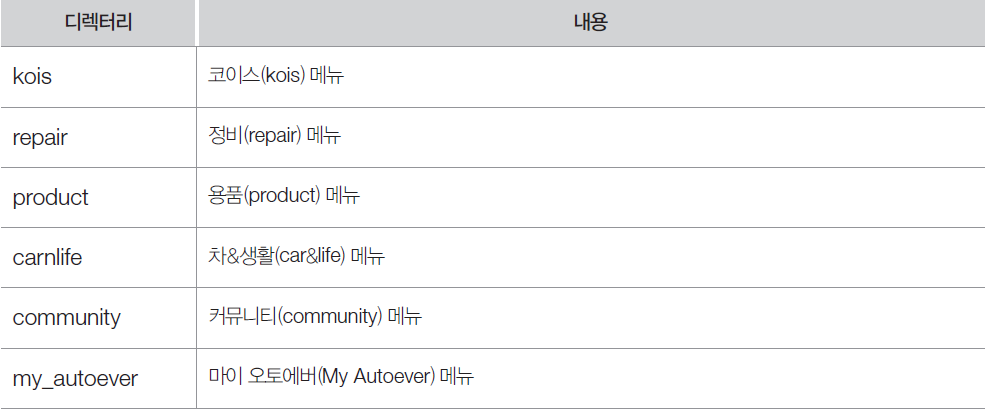 디렉터리 내용
kois 코이스(kois) 메뉴
repair 정비(repair) 메뉴
product 용품(product) 메뉴
carnlife 차&생활(car&life) 메뉴
community 커뮤니티(community) 메뉴
my_autoever 마이 오토에버(My Autoever) 메뉴